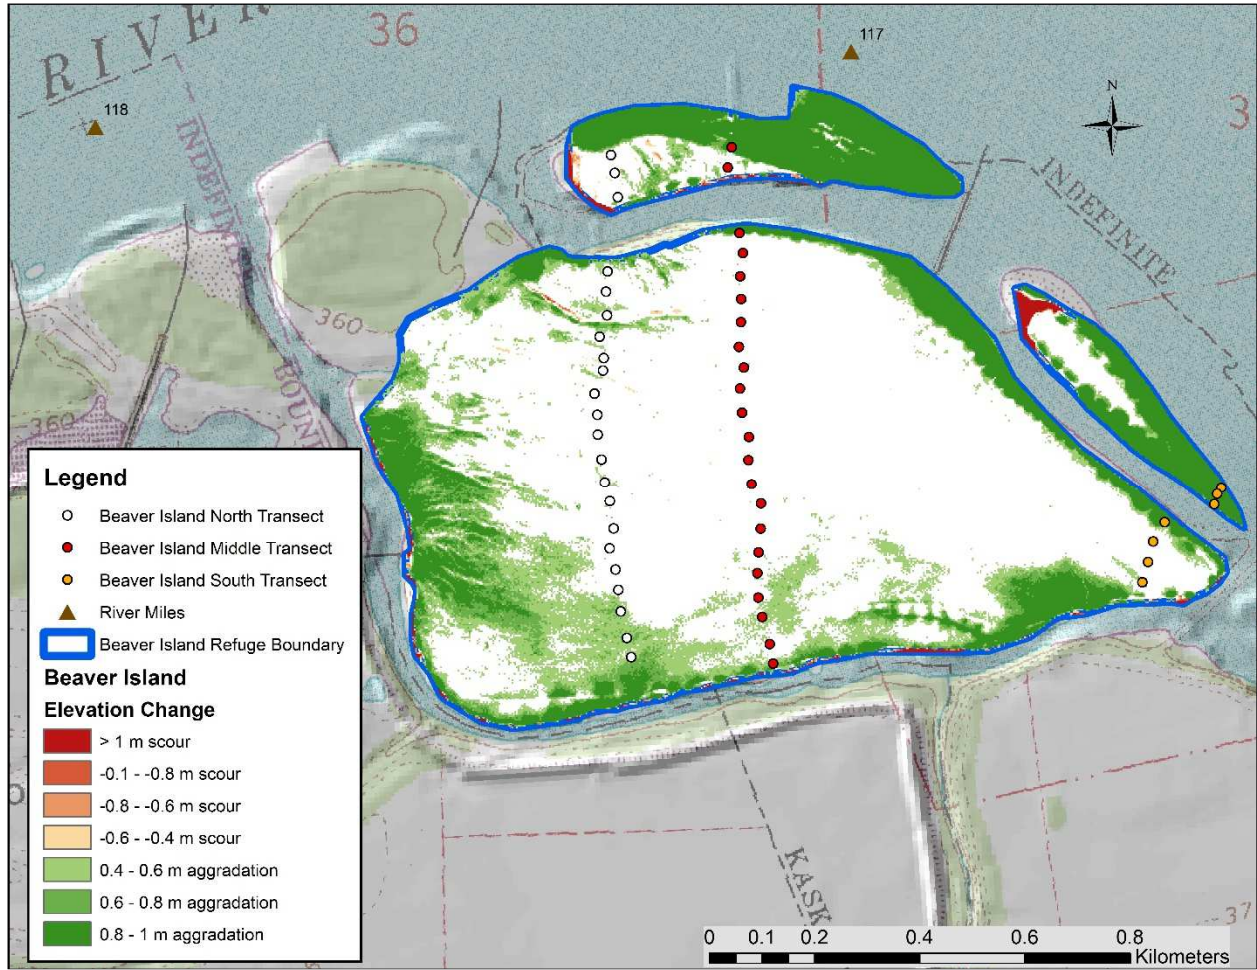 RIVER
36
117
118
N
3
INDEFINITE
BOUN
INDEFINITE
360
360
Legend
Beaver Island North Transect
Beaver Island Middle Transect
Beaver Island South Transect
River Miles
Beaver Island Refuge Boundary
Beaver Island
Elevation Change
> 1 m scour
-0.1 - -0.8 m scour
-0.8 - -0.6 m scour
-0.6 - -0.4 m scour
0.4 - 0.6 m aggradation
0.6 - 0.8 m aggradation
0.8 - 1 m aggradation
KASK
37
0 0.1 0.2 0.4 0.6 0.8
Kilometers